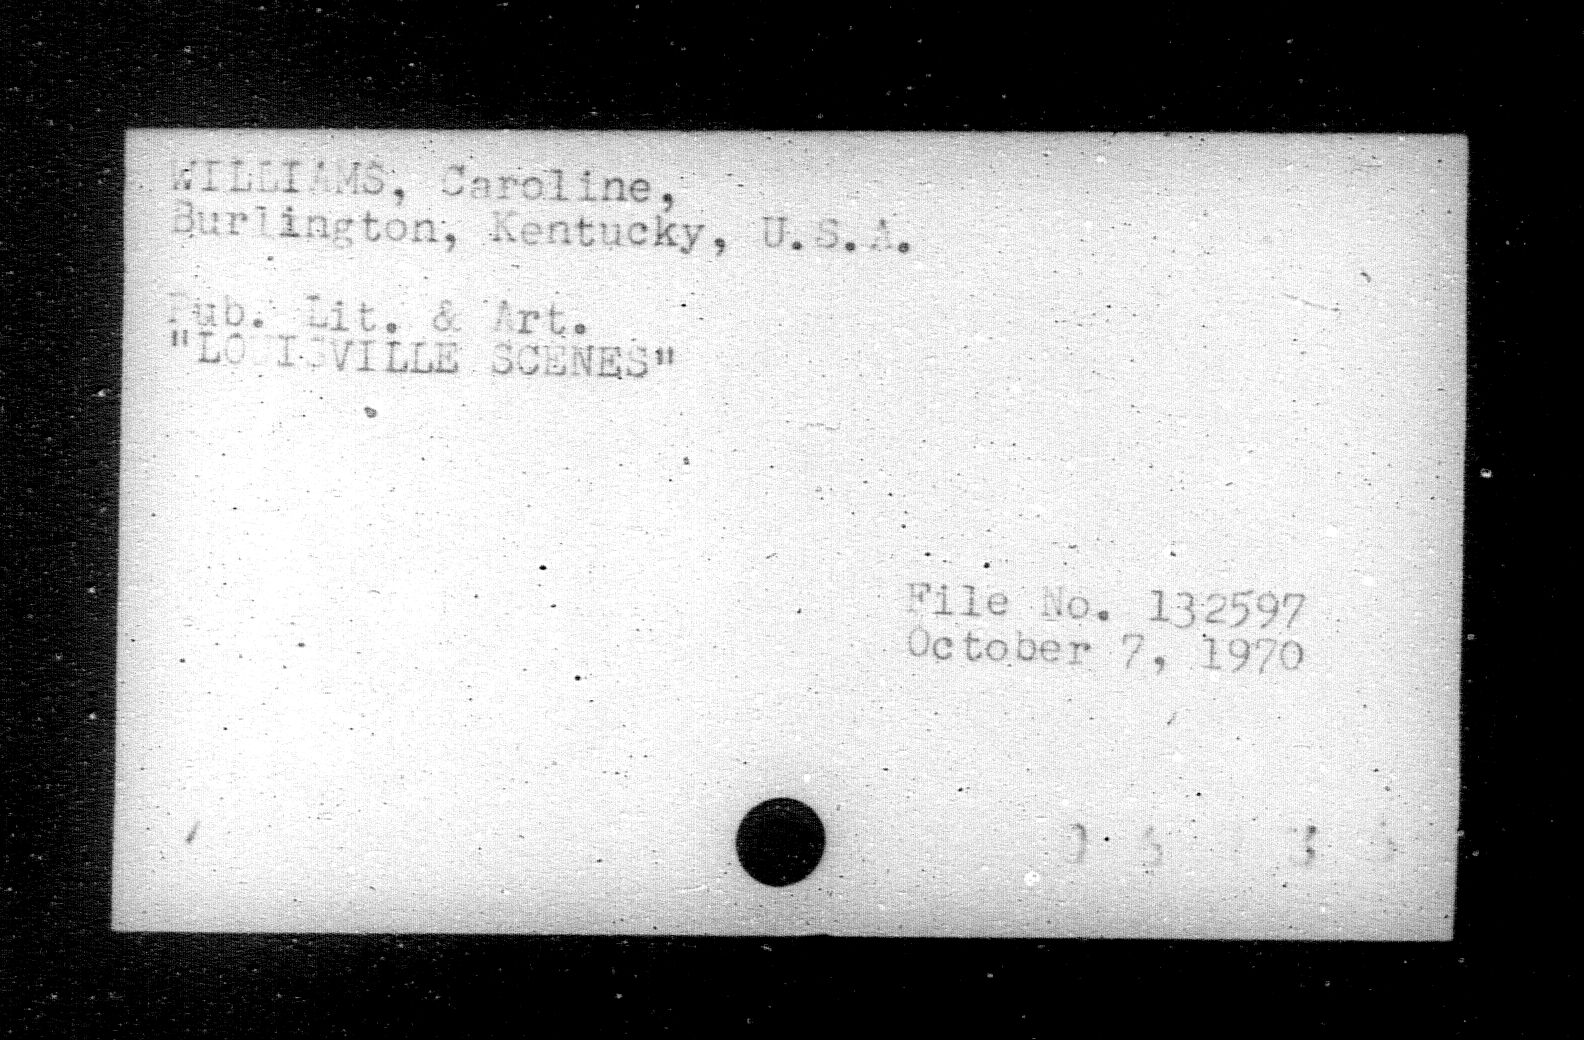 WILLIAMS, Caroline,
Burlington, Kentucky, U.S.A.
Pub. Lit. & Art.
"LOUISVILLE SCENES"
File No. 132597
October 7, 1970